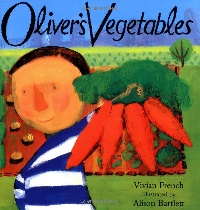 Oliver's Vegetables
Vivian French
Illustrated by
Alison Bartlett